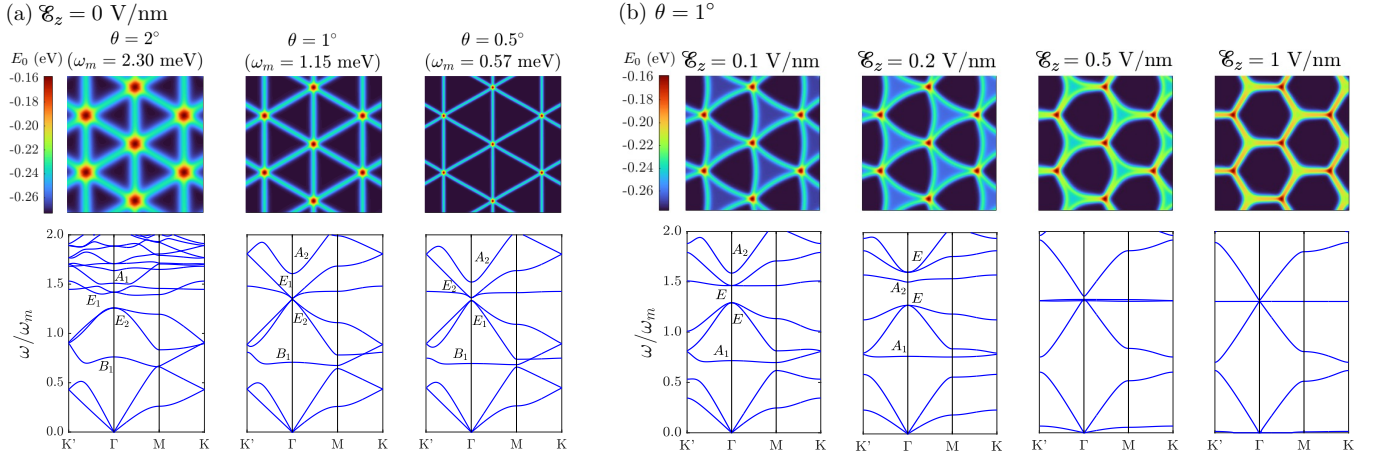 (a) ℰz = 0 V/nm
θ = 2° θ = 1° θ = 0.5°
E0 (eV) (ωm = 2.30 meV) (ωm = 1.15 meV) (ωm = 0.57 meV)
-0.16
-0.18
-0.20
-0.22
-0.24
-0.26
ω/ωm
2.0
1.5
1.0
0.5
0.0
A1
E1
E2
B1
K' Γ M K
A2
E1
E2
B1
K' Γ M K
A2
E2
E1
B1
K' Γ M K
(b) θ = 1°
E0 (eV) ℰz = 0.1 V/nm ℰz = 0.2 V/nm ℰz = 0.5 V/nm ℰz = 1 V/nm
-0.16
-0.18
-0.20
-0.22
-0.24
-0.26
2.0
1.5
1.0
0.5
0.0
A2
E
E
A1
K' Γ M K
E
A2
E
A1
K' Γ M K
K' Γ M K
K' Γ M K